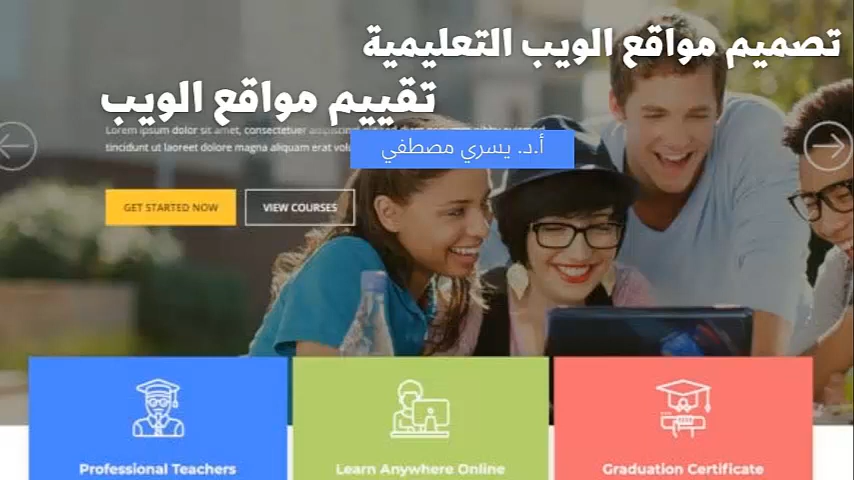 تصميم مواقع الويب التعليمية
تقييم مواقع الويب
Lorem ipsum dolor sit amet, consectetuer adipiscing
tincidunt ut laoreet dolore magna aliquam erat
أ.د. يسري مصطفي
GET STARTED NOW
VIEW COURSES
Professional Teachers
Learn Anywhere Online
Graduation Certificate